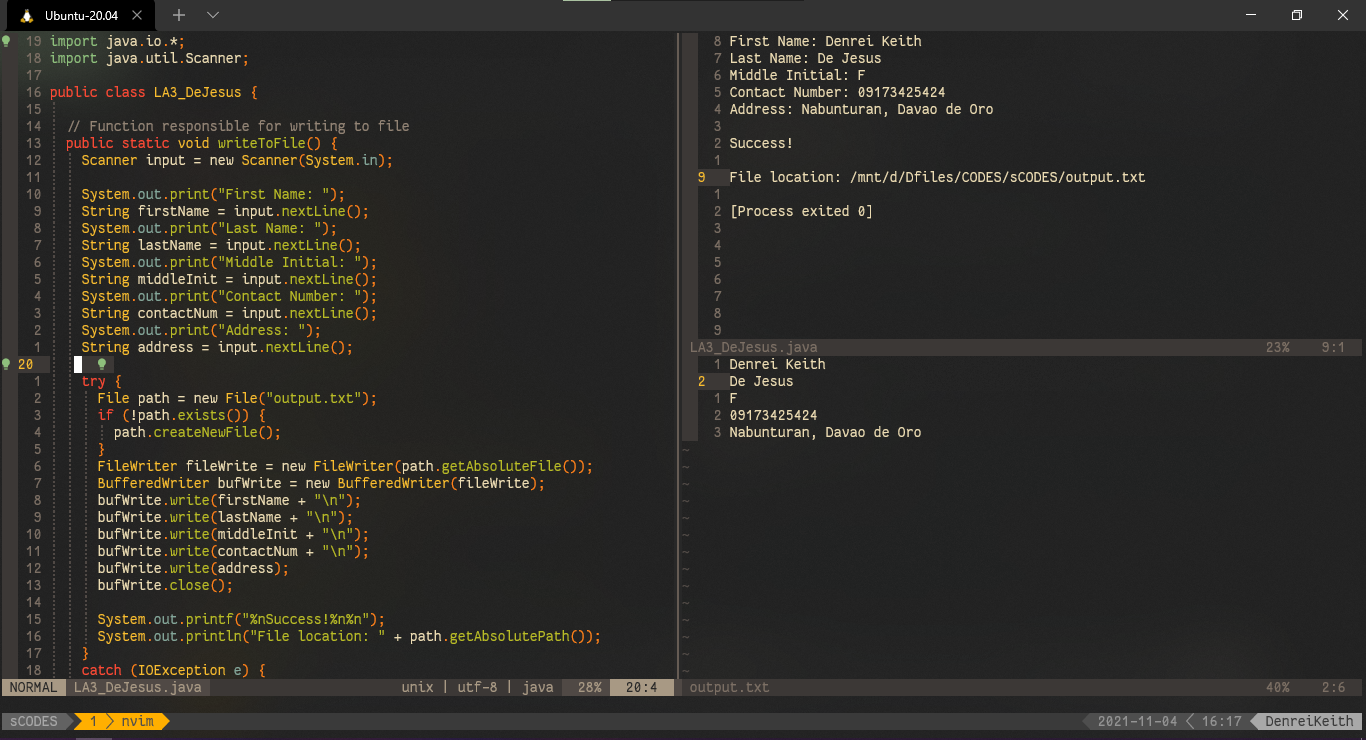 Ubuntu-20.04
19 import java.io.*;
18 import java.util.Scanner;
17
16 public class LA3_DeJesus {
15
14 // Function responsible for writing to file
13 public static void writeToFile() {
12 Scanner input = new Scanner(System.in);
11
10 System.out.print("First Name: ");
9 String firstName = input.nextLine();
8 System.out.print("Last Name: ");
7 String lastName = input.nextLine();
6 System.out.print("Middle Initial: ");
5 String middleInit = input.nextLine();
4 System.out.print("Contact Number: ");
3 String contactNum = input.nextLine();
2 System.out.print("Address: ");
1 String address = input.nextLine();
20
1 try {
2 File path = new File("output.txt");
3 if (!path.exists()) {
4 path.createNewFile();
5 }
6 FileWriter fileWrite = new FileWriter(path.getAbsoluteFile());
7 BufferedWriter bufWrite = new BufferedWriter(fileWrite);
8 bufWrite.write(firstName + "\n");
9 bufWrite.write(lastName + "\n");
10 bufWrite.write(middleInit + "\n");
11 bufWrite.write(contactNum + "\n");
12 bufWrite.write(address);
13 bufWrite.close();
14
15 System.out.printf("%nSuccess!%n%n");
16 System.out.println("File location: " + path.getAbsolutePath());
17 }
18 catch (IOException e) {
NORMAL LA3_DeJesus.java unix | utf-8 | java 28% 20:4
8 First Name: Denrei Keith
7 Last Name: De Jesus
6 Middle Initial: F
5 Contact Number: 09173425424
4 Address: Nabunturan, Davao de Oro
3
2 Success!
1
9 File location: /mnt/d/Dfiles/CODES/sCODES/output.txt
1
2 [Process exited 0]
3
4
5
6
7
8
9
LA3_DeJesus.java 23% 9:1
1 Denrei Keith
2 De Jesus
1 F
2 09173425424
3 Nabunturan, Davao de Oro
~
~
~
~
~
~
~
~
~
~
~
~
~
~
output.txt 40% 2:6
sCODES 1 nvim 2021-11-04 16:17 DenreiKeith